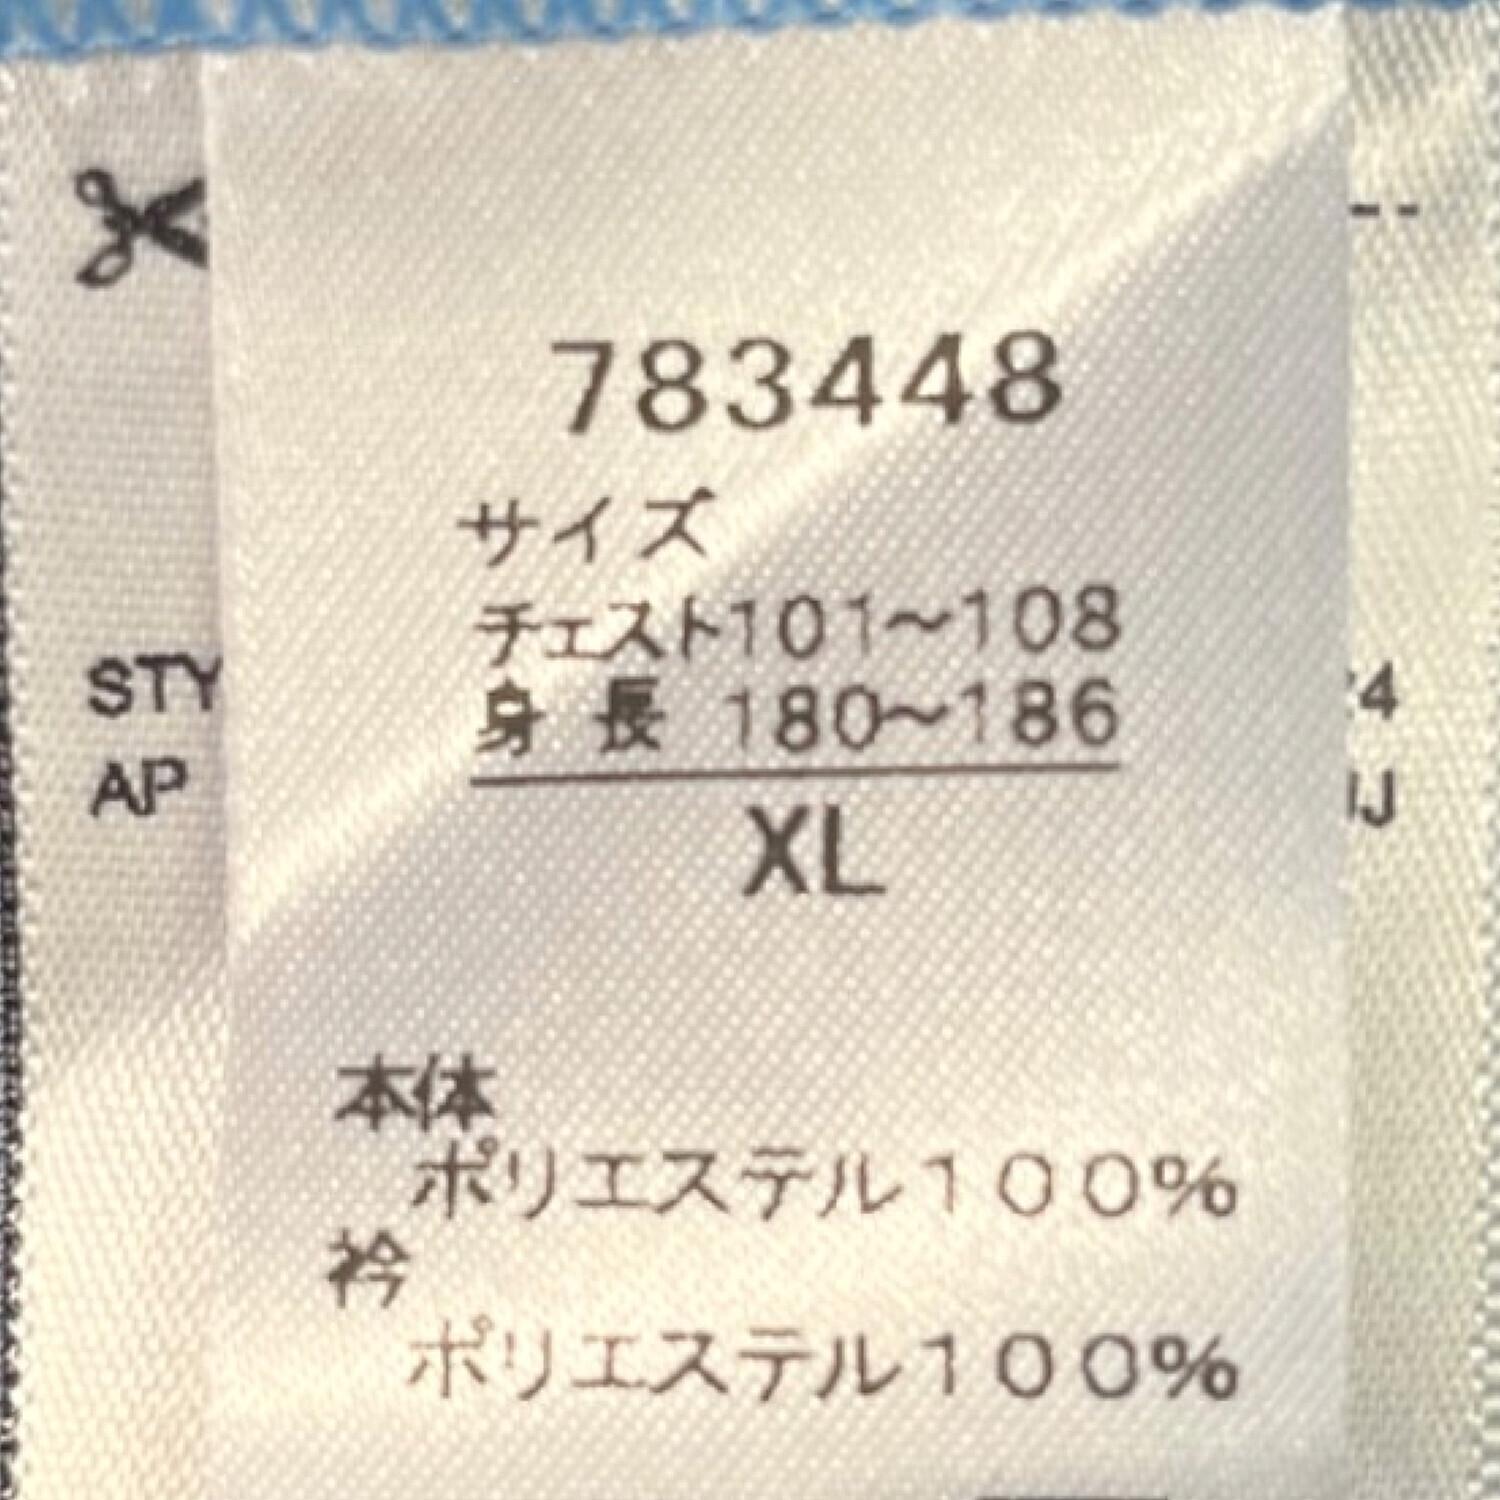 783448
サイズ
チェスト101～108
身長 180～186
XL
本体
ポリエステル100%
衿
ポリエステル100%
STY
AP